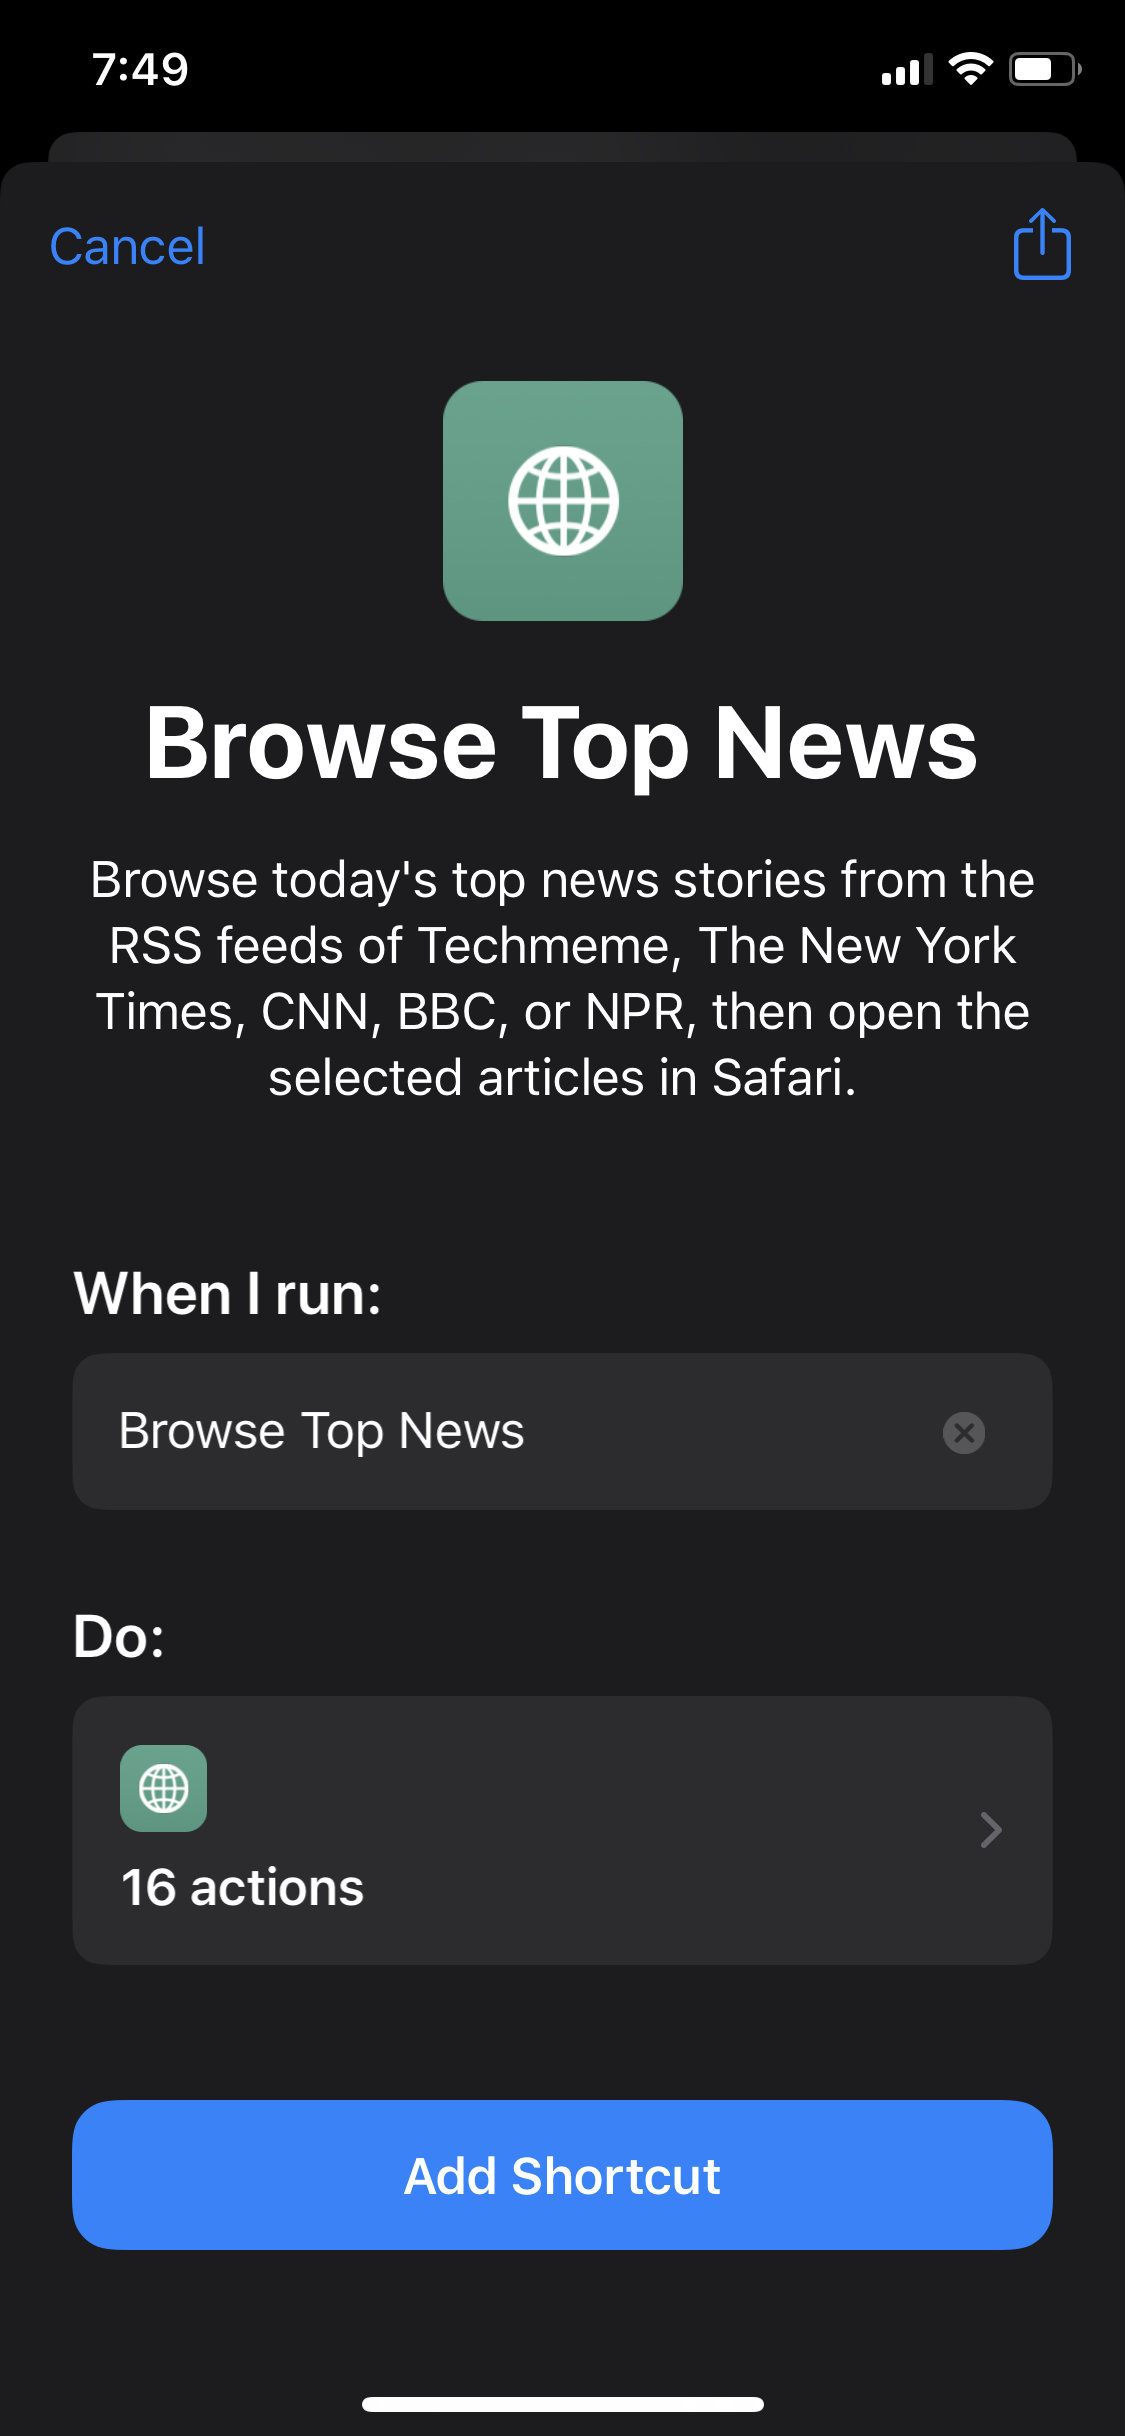 7:49
Cancel
Browse Top News
Browse today's top news stories from the
RSS feeds of Techmeme, The New York
Times, CNN, BBC, or NPR, then open the
selected articles in Safari.
When I run:
Browse Top News
Do:
16 actions
Add Shortcut